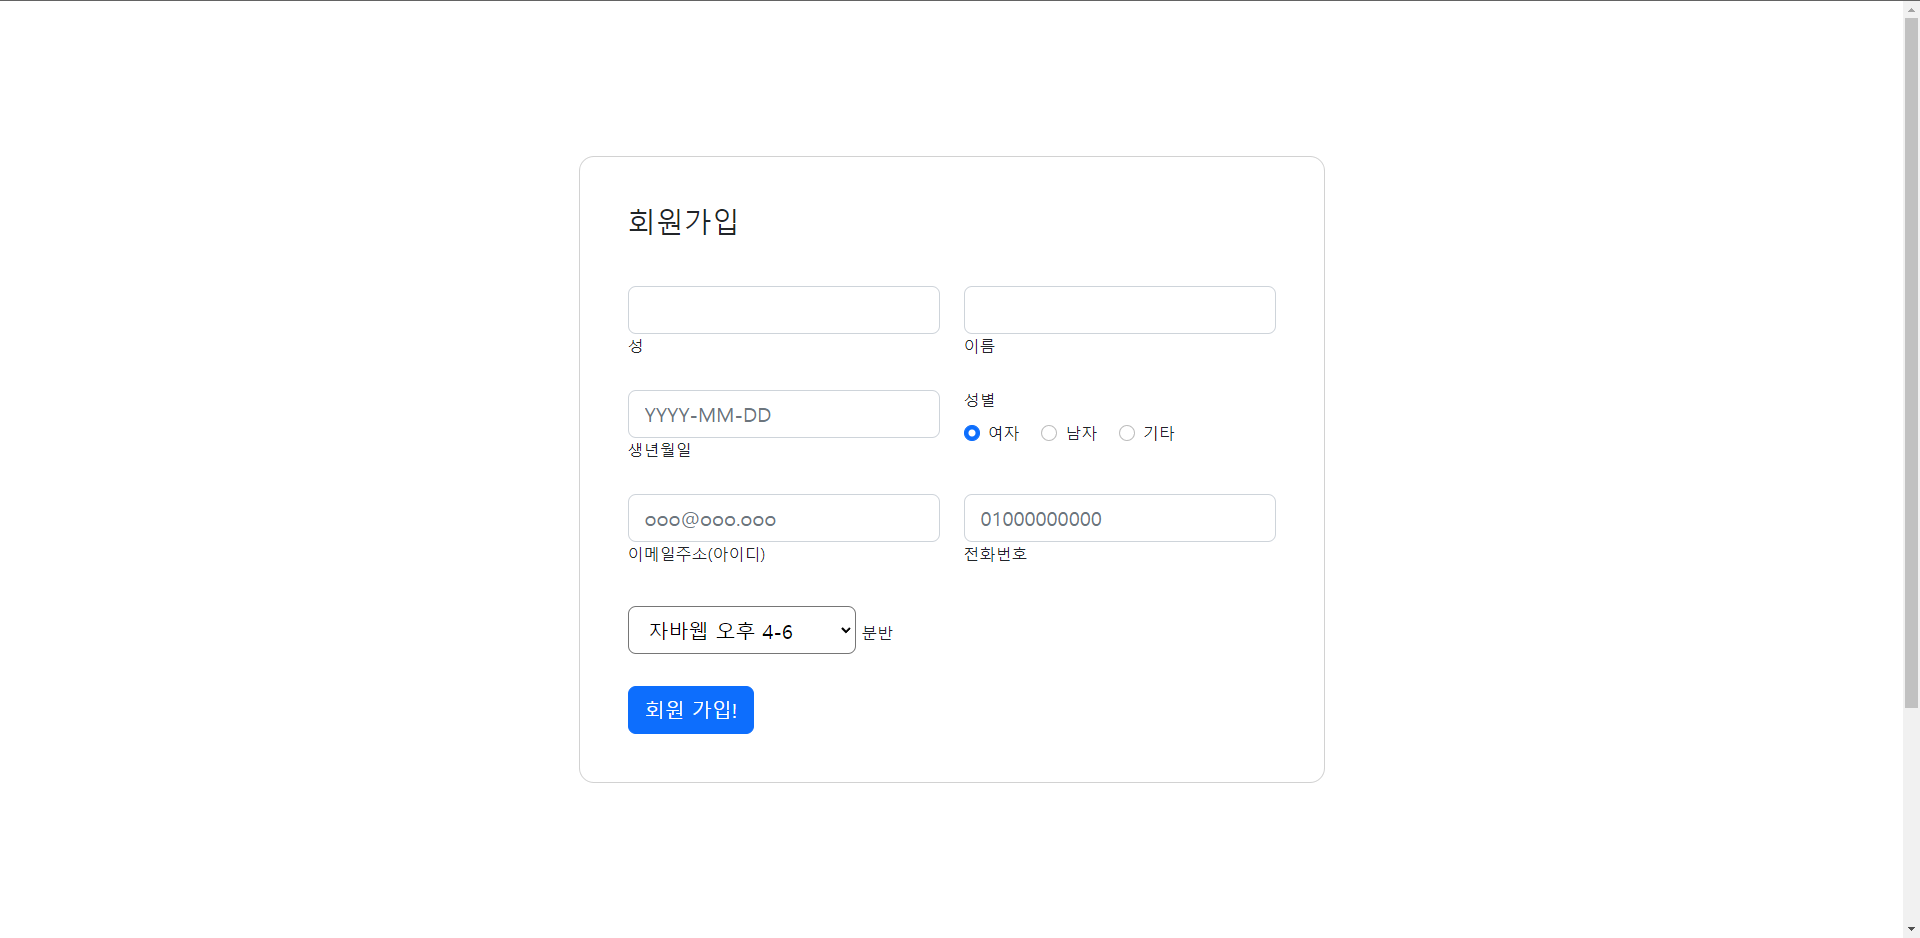 회원가입
성 이름
YYYY-MM-DD 성별
여자 남자 기타
생년월일
ooo@ooo.ooo 01000000000
이메일주소(아이디) 전화번호
자바웹 오후 4-6 분반
회원 가입!